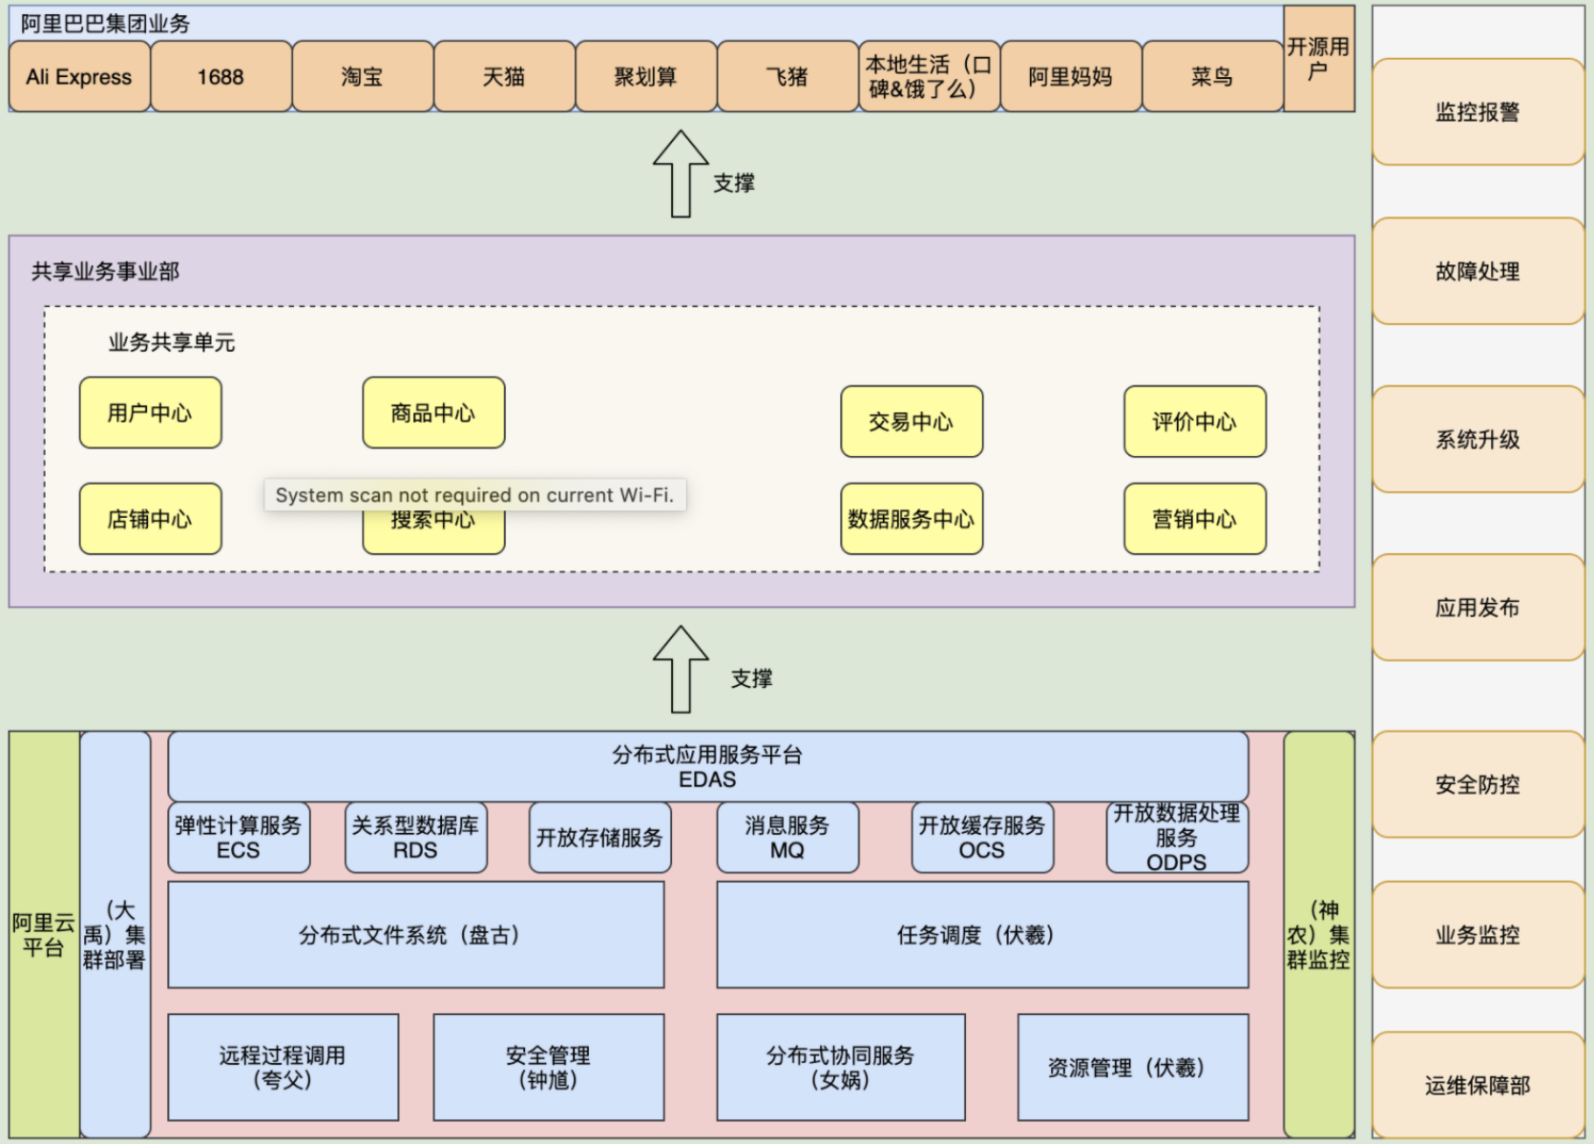 阿里巴巴集团业务
Ali Express
1688
淘宝
天猫
聚划算
飞猪
本地生活（口
碑&饿了么）
阿里妈妈
菜鸟
开源用
户
支撑
共享业务事业部
业务共享单元
用户中心
商品中心
交易中心
评价中心
System scan not required on current Wi-Fi.
店铺中心
搜索中心
数据服务中心
营销中心
支撑
阿里云
平台
（大
禹）集
群部署
分布式应用服务平台
EDAS
弹性计算服务
ECS
关系型数据库
RDS
开放存储服务
消息服务
MQ
开放缓存服务
OCS
开放数据处理
服务
ODPS
分布式文件系统（盘古）
任务调度（伏羲）
远程过程调用
（夸父）
安全管理
（钟馗）
分布式协同服务
（女娲）
资源管理（伏羲）
（神
农）集
群监控
监控报警
故障处理
系统升级
应用发布
安全防控
业务监控
运维保障部